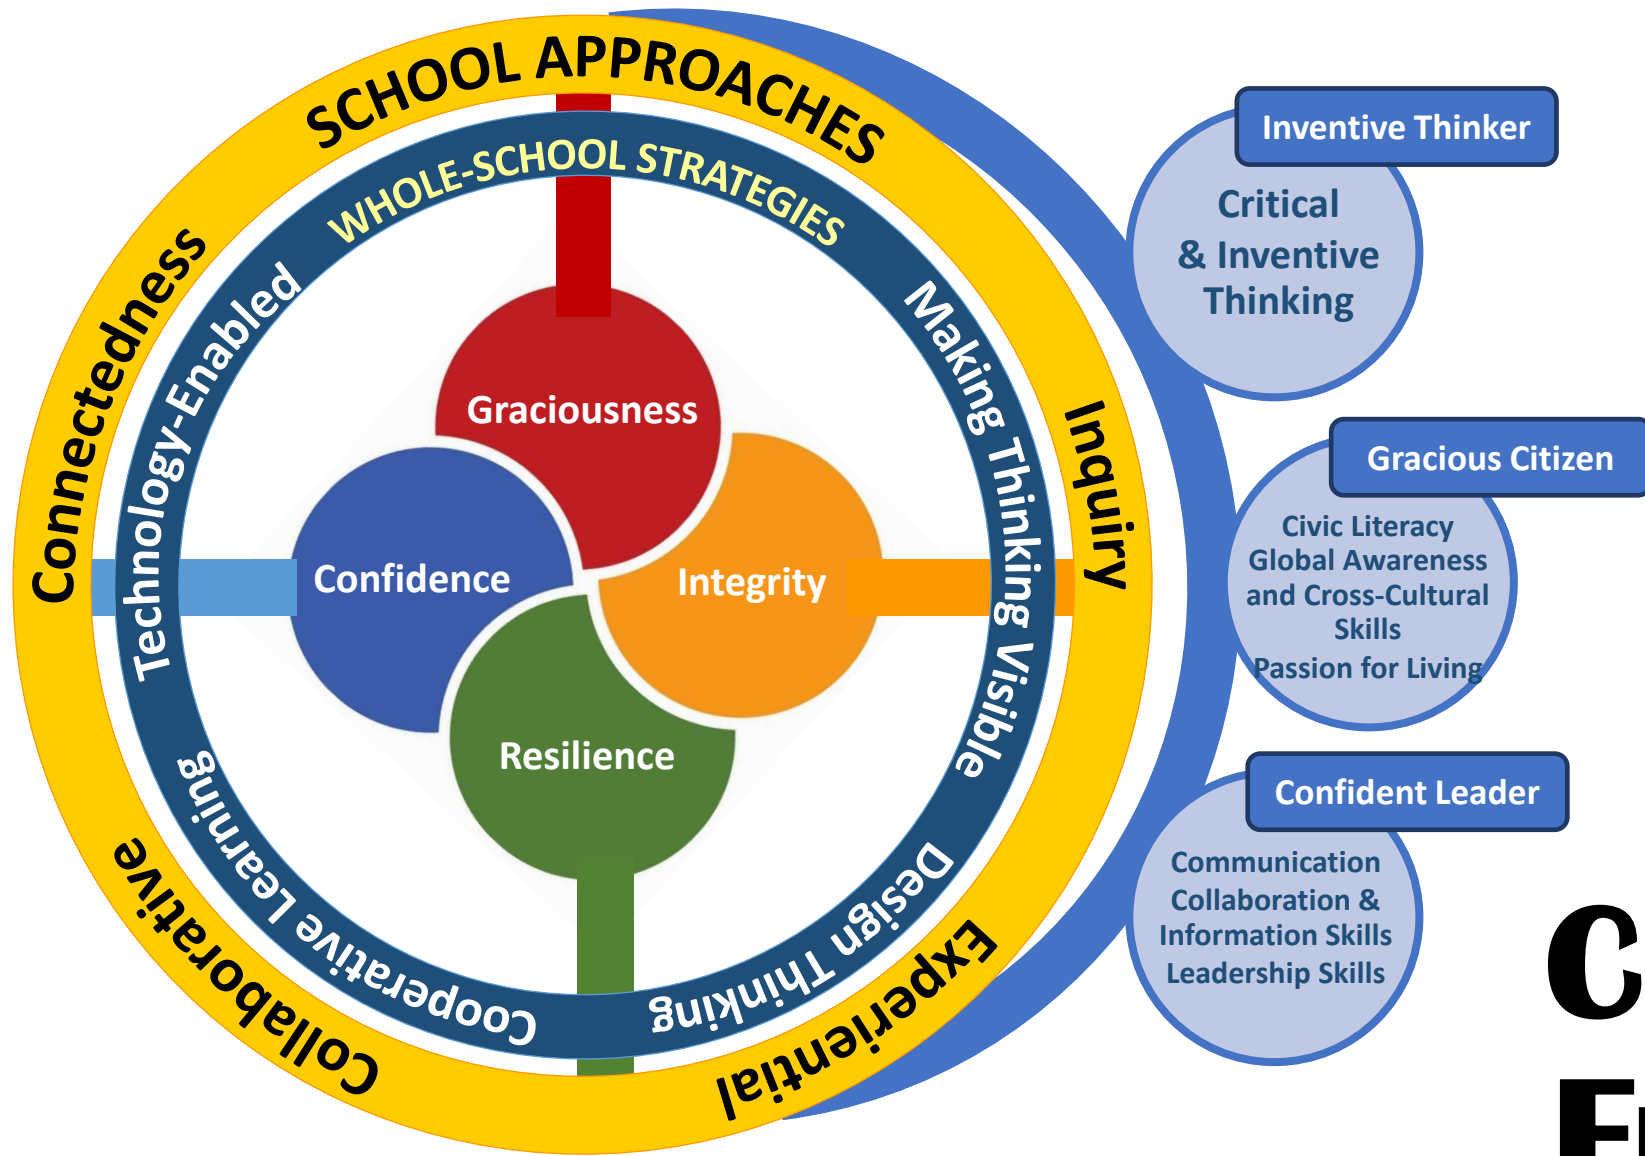 SCHOOL APPROACHES
Connectedness
Inquiry
Collaborative
Experiential
WHOLE-SCHOOL STRATEGIES
Technology-Enabled
Making Thinking Visible
Cooperative Learning
Design Thinking
Graciousness
Confidence
Integrity
Resilience
Inventive Thinker
Critical
& Inventive
Thinking
Gracious Citizen
Civic Literacy
Global Awareness
and Cross-Cultural
Skills
Passion for Living
Confident Leader
Communication
Collaboration &
Information Skills
Leadership Skills